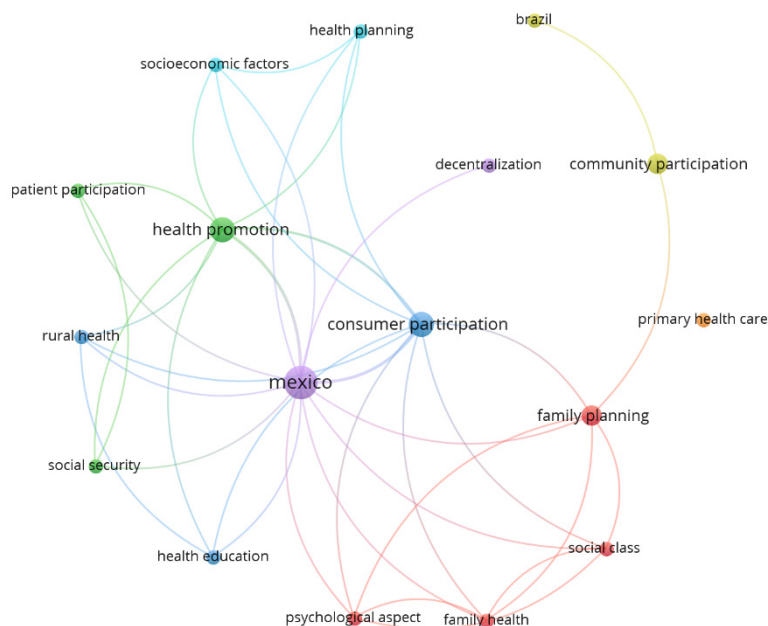 brazil
health planning
socioeconomic factors
decentralization
community participation
patient participation
health promotion
primary health care
consumer participation
rural health
mexico
family planning
social security
social class
health education
psychological aspect
family health